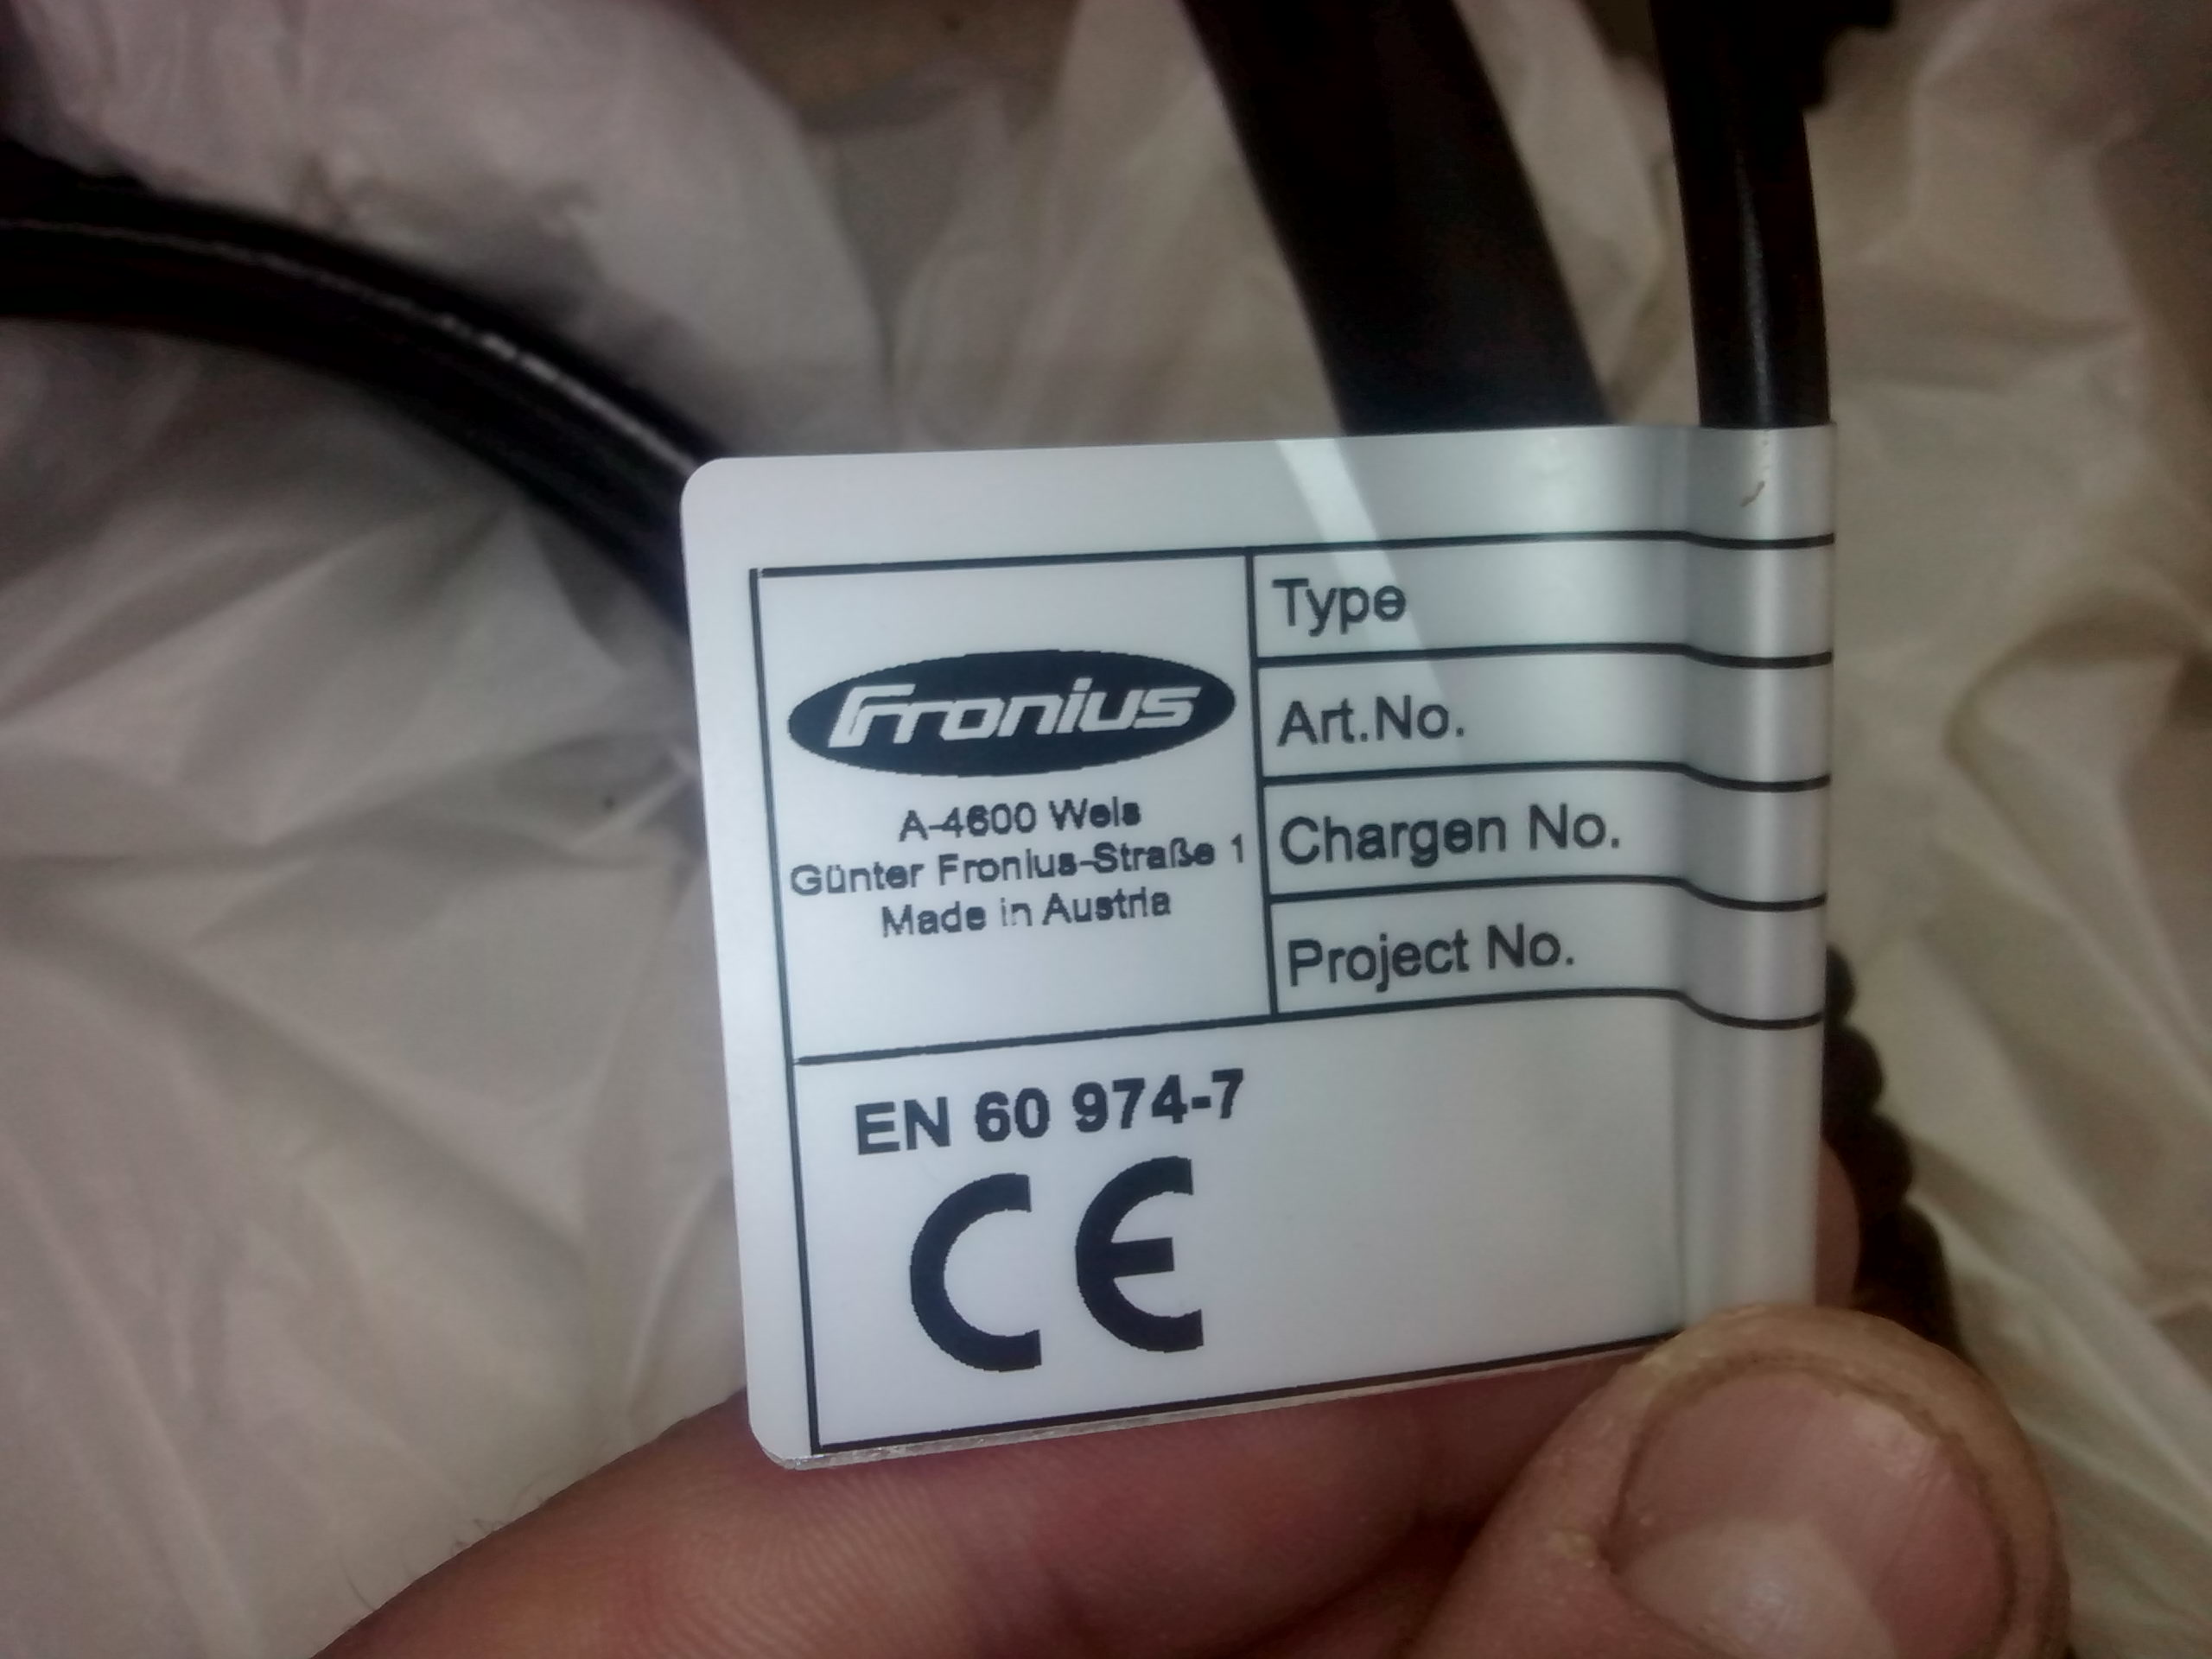 Fronius
A-4600 Wels
Günter Fronius-Straße 1
Made in Austria
Type
Art.No.
Chargen No.
Project No.
EN 60 974-7
CE